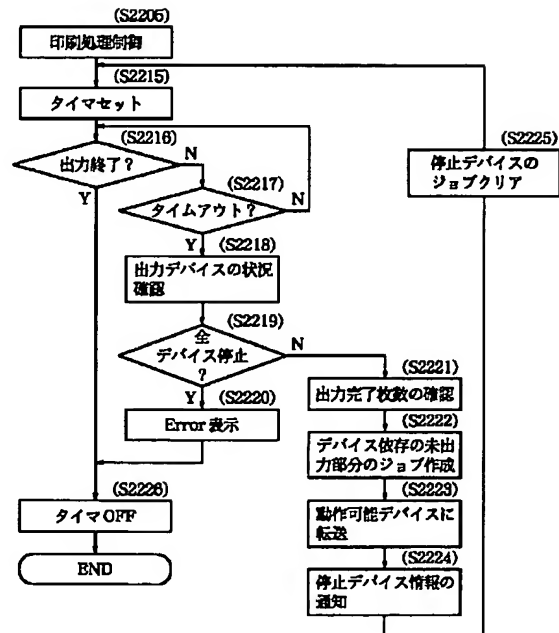 (S2205)
印刷処理制御
(S2215)
タイマセット
(S2216)
出力終了？
N
Y
(S2217)
タイムアウト？
N
Y
(S2218)
出力デバイスの状況
確認
(S2219)
全
デバイス停止
？
N
Y
(S2220)
Error 表示
(S2221)
出力完了枚数の確認
(S2222)
デバイス依存の未出
力部分のジョブ作成
(S2223)
動作可能デバイスに
転送
(S2224)
停止デバイス情報の
通知
(S2225)
停止デバイスの
ジョブクリア
(S2226)
タイマ OFF
END